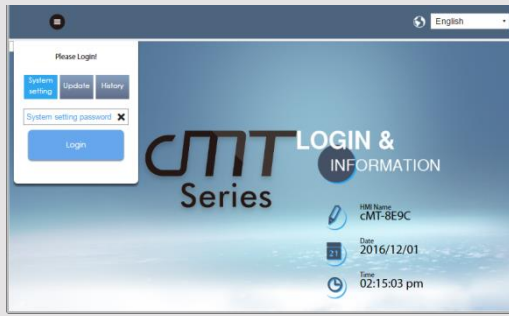 English
Please Login!
System setting
Update
History
System setting password
Login
cMT
Series
LOGIN &
INFORMATION
HMI Name
cMT-8E9C
21
Date
2016/12/01
Time
02:15:03 pm